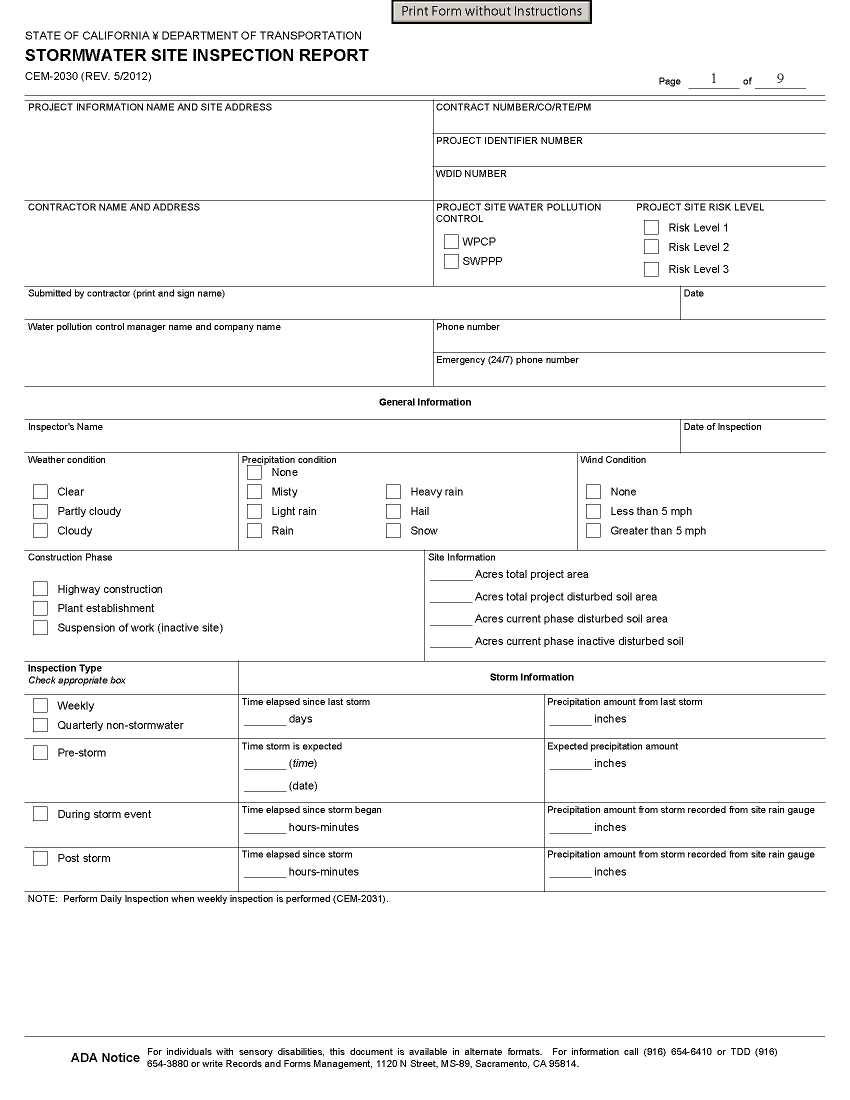 Print Form without Instructions
STATE OF CALIFORNIA ¥ DEPARTMENT OF TRANSPORTATION
STORMWATER SITE INSPECTION REPORT
CEM-2030 (REV. 5/2012)
Page 1 of 9
PROJECT INFORMATION NAME AND SITE ADDRESS
CONTRACT NUMBER/CO/RTE/PM
PROJECT IDENTIFIER NUMBER
WDID NUMBER
CONTRACTOR NAME AND ADDRESS
PROJECT SITE WATER POLLUTION
CONTROL
WPCP
SWPPP
PROJECT SITE RISK LEVEL
Risk Level 1
Risk Level 2
Risk Level 3
Submitted by contractor (print and sign name)
Date
Water pollution control manager name and company name
Phone number
Emergency (24/7) phone number
General Information
Inspector's Name
Date of Inspection
Weather condition
Clear
Partly cloudy
Cloudy
Precipitation condition
None
Misty
Light rain
Rain
Heavy rain
Hail
Snow
Wind Condition
None
Less than 5 mph
Greater than 5 mph
Construction Phase
Highway construction
Plant establishment
Suspension of work (inactive site)
Site Information
_______ Acres total project area
_______ Acres total project disturbed soil area
_______ Acres current phase disturbed soil area
_______ Acres current phase inactive disturbed soil
Inspection Type
Check appropriate box
Storm Information
Weekly
Quarterly non-stormwater
Time elapsed since last storm
_______ days
Precipitation amount from last storm
_______ inches
Pre-storm
Time storm is expected
_______ (time)
_______ (date)
Expected precipitation amount
_______ inches
During storm event
Time elapsed since storm began
_______ hours-minutes
Precipitation amount from storm recorded from site rain gauge
_______ inches
Post storm
Time elapsed since storm
_______ hours-minutes
Precipitation amount from storm recorded from site rain gauge
_______ inches
NOTE: Perform Daily Inspection when weekly inspection is performed (CEM-2031).
ADA Notice
For individuals with sensory disabilities, this document is available in alternate formats. For information call (916) 654-6410 or TDD (916)
654-3880 or write Records and Forms Management, 1120 N Street, MS-89, Sacramento, CA 95814.